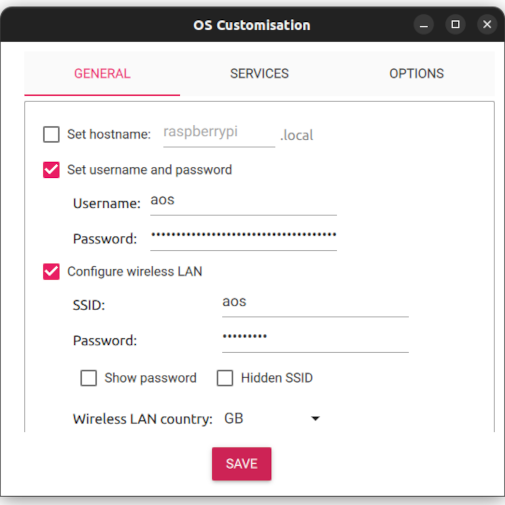 OS Customisation
GENERAL SERVICES OPTIONS
Set hostname: raspberrypi .local
Set username and password
Username: aos
Password: •••••••••••••••••••••••••••••••••••••
Configure wireless LAN
SSID: aos
Password: •••••••••
Show password Hidden SSID
Wireless LAN country: GB
SAVE